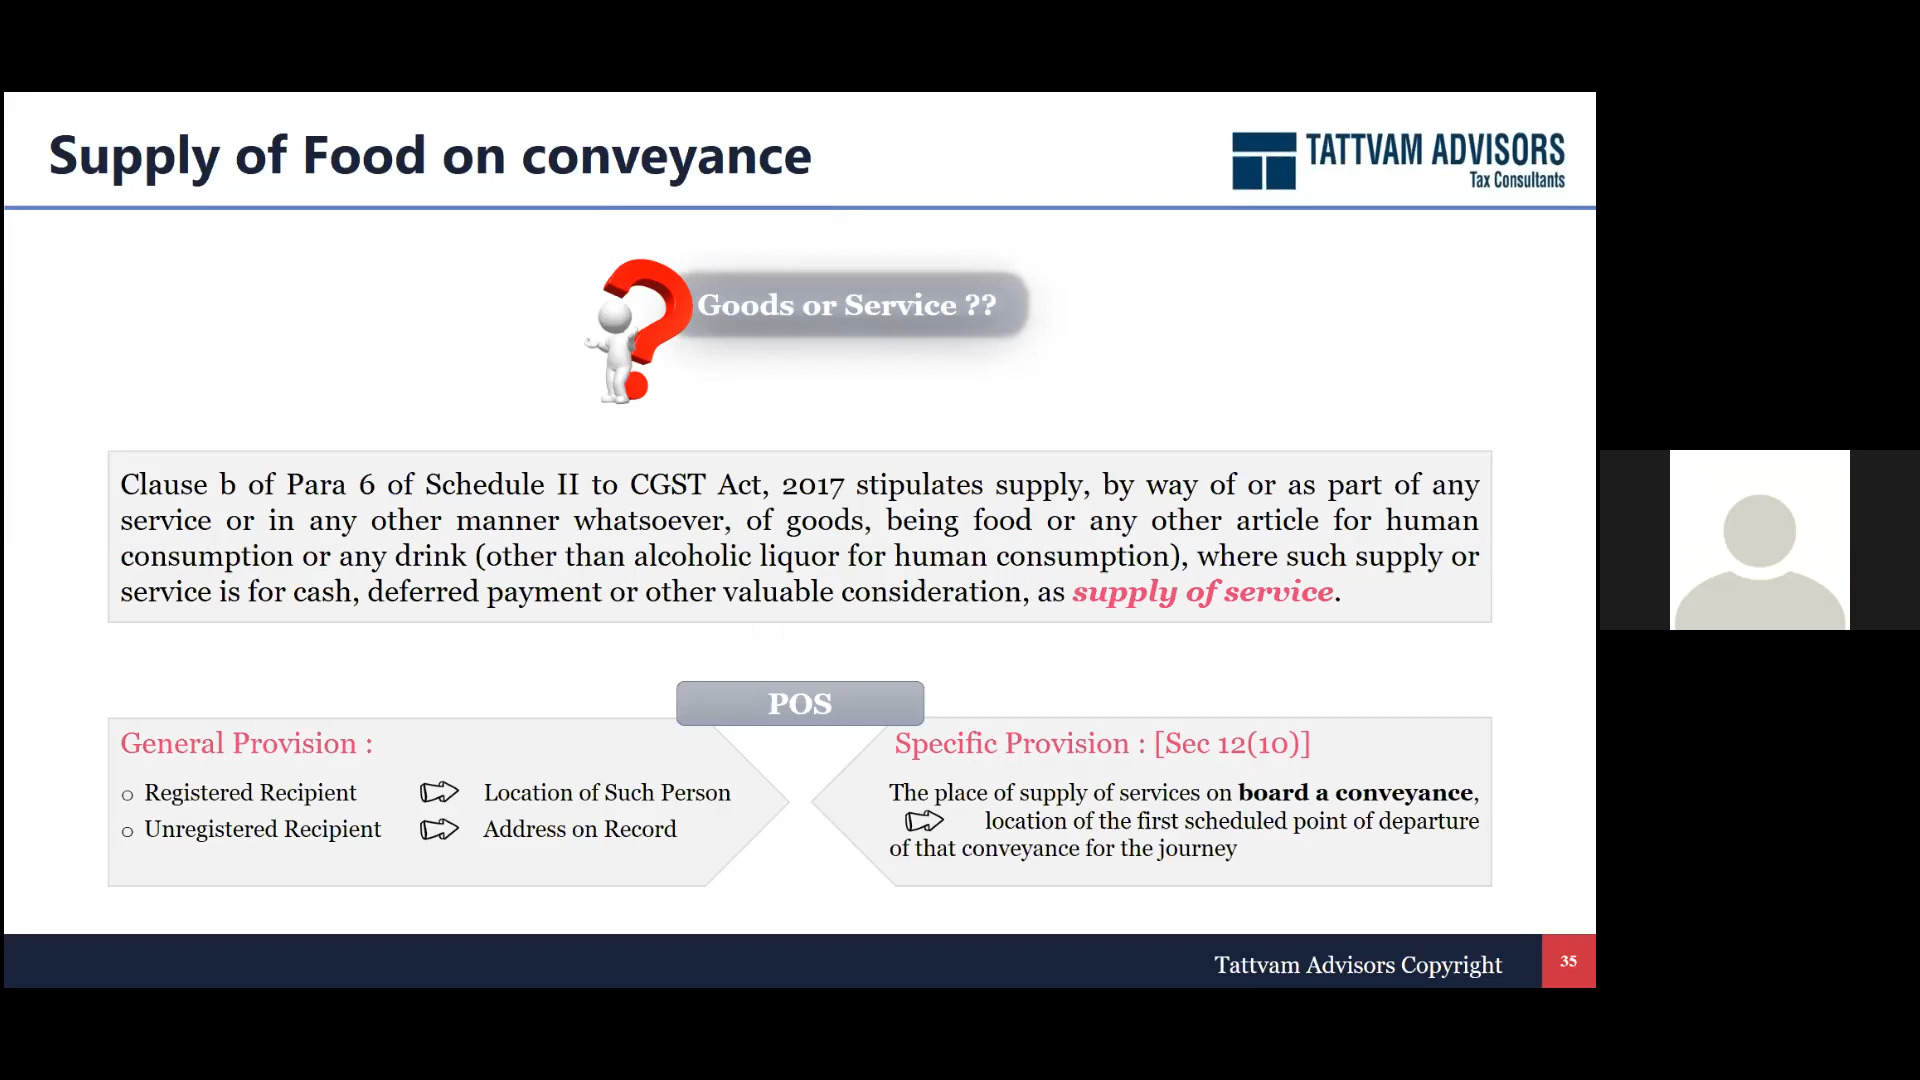 Supply of Food on conveyance
TATTVAM ADVISORS
Tax Consultants
Goods or Service ??
Clause b of Para 6 of Schedule II to CGST Act, 2017 stipulates supply, by way of or as part of any
service or in any other manner whatsoever, of goods, being food or any other article for human
consumption or any drink (other than alcoholic liquor for human consumption), where such supply or
service is for cash, deferred payment or other valuable consideration, as supply of service.
POS
General Provision :
Registered Recipient Location of Such Person
Unregistered Recipient Address on Record
Specific Provision : [Sec 12(10)]
The place of supply of services on board a conveyance,
location of the first scheduled point of departure
of that conveyance for the journey
Tattvam Advisors Copyright
35